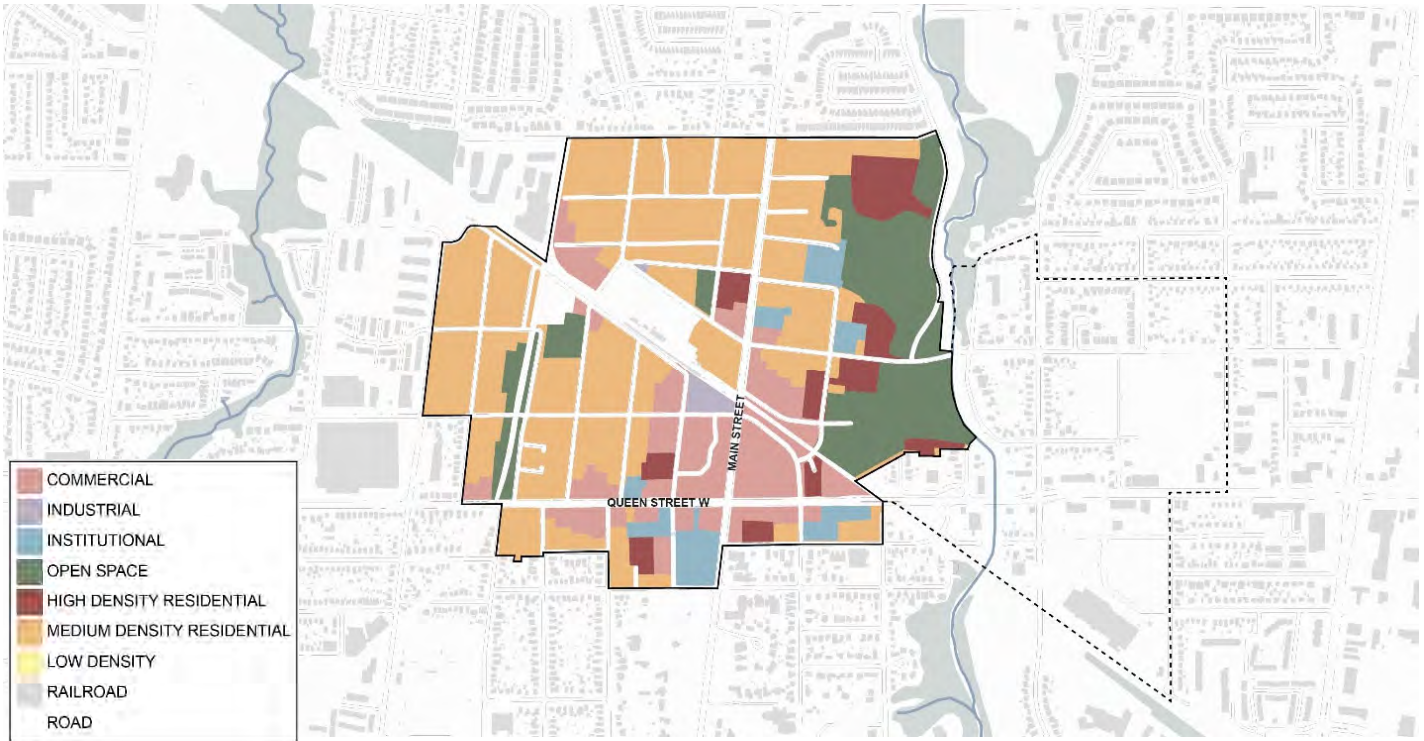 MAIN STREET
QUEEN STREET W
COMMERCIAL
INDUSTRIAL
INSTITUTIONAL
OPEN SPACE
HIGH DENSITY RESIDENTIAL
MEDIUM DENSITY RESIDENTIAL
LOW DENSITY
RAILROAD
ROAD